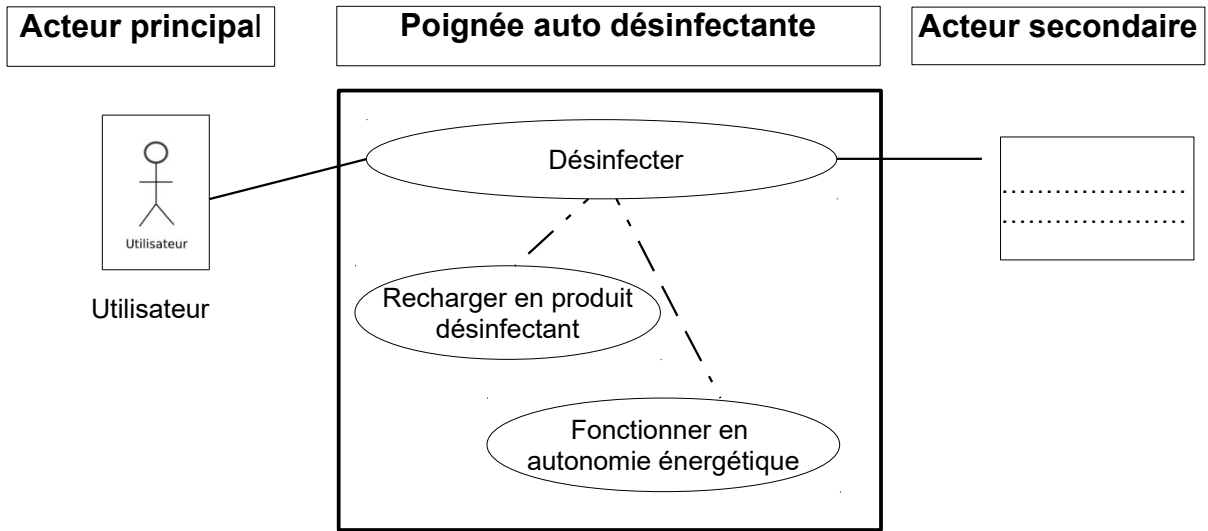 Acteur principal
Poignée auto désinfectante
Acteur secondaire
Désinfecter
Utilisateur
Utilisateur
.....................
.....................
Recharger en produit
désinfectant
Fonctionner en
autonomie énergétique